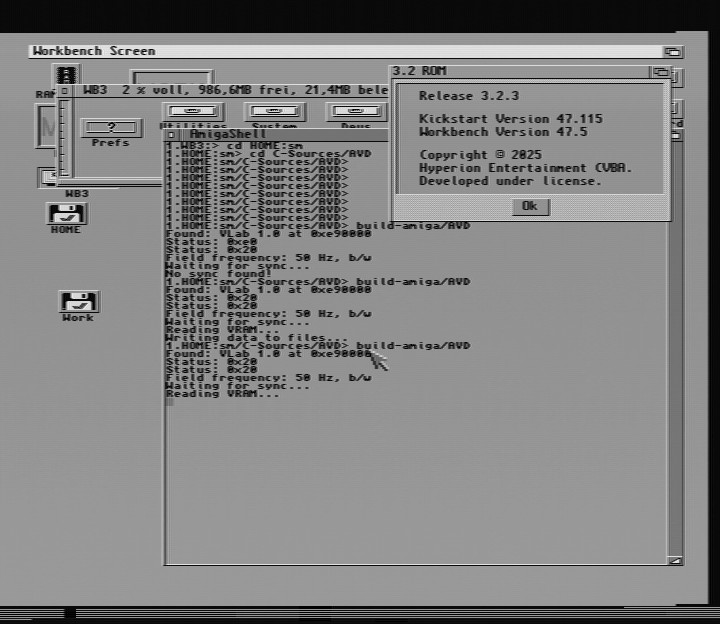 Workbench Screen
3.2 ROM
WB3 2 % voll, 986,6MB frei, 21,4MB bele
Release 3.2.3
Kickstart Version 47.115
Workbench Version 47.5
Copyright © 2025
Hyperion Entertainment CVBA.
Developed under license.
Ok
?
Prefs
Utilities System Devs
WB3
HOME
Work
AmigaShell
1.WB3:> cd HOME:sm
1.HOME:sm> cd C-Sources/AVD
1.HOME:sm/C-Sources/AVD>
1.HOME:sm/C-Sources/AVD>
1.HOME:sm/C-Sources/AVD>
1.HOME:sm/C-Sources/AVD>
1.HOME:sm/C-Sources/AVD>
1.HOME:sm/C-Sources/AVD>
1.HOME:sm/C-Sources/AVD>
1.HOME:sm/C-Sources/AVD>
1.HOME:sm/C-Sources/AVD> build-amiga/AVD
Found: VLab 1.0 at 0xe90000
Status: 0xe0
Status: 0x20
Field frequency: 50 Hz, b/w
Waiting for sync...
No sync found!
1.HOME:sm/C-Sources/AVD> build-amiga/AVD
Found: VLab 1.0 at 0xe90000
Status: 0x20
Status: 0x20
Field frequency: 50 Hz, b/w
Waiting for sync...
Reading VRAM...
Writing data to files...
1.HOME:sm/C-Sources/AVD> build-amiga/AVD
Found: VLab 1.0 at 0xe90000
Status: 0x20
Status: 0x20
Field frequency: 50 Hz, b/w
Waiting for sync...
Reading VRAM...